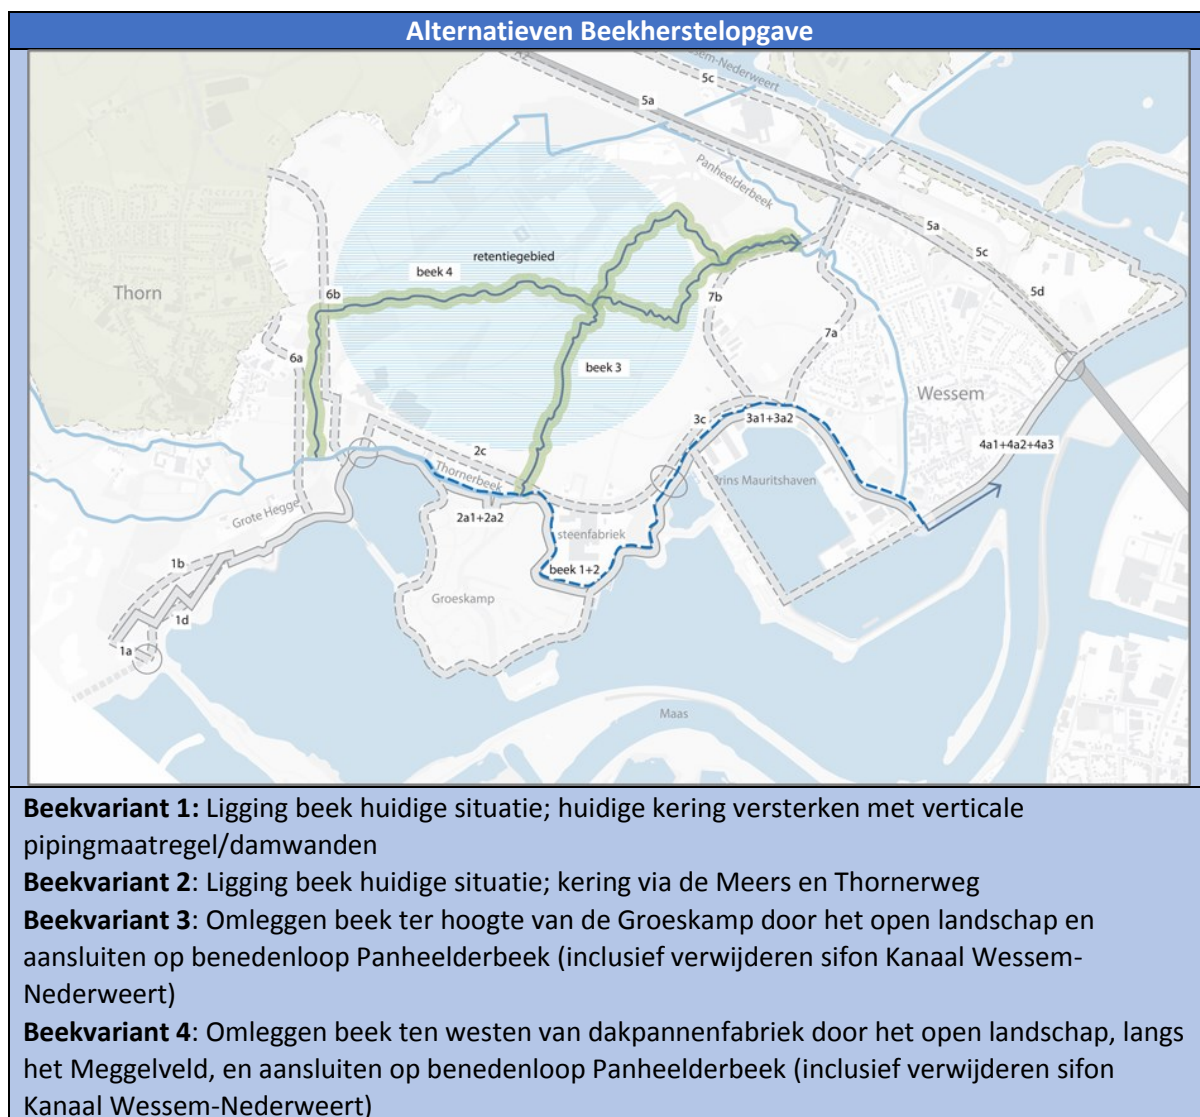 Alternatieven Beekherstelopgave
5c
5a
Panheelderbeek
retentiegebied
beek 4
Thorn
6b
7b
5a
5c
5d
7a
6a
beek 3
Wessem
3c
3a1+3a2
4a1+4a2+4a3
2c
Thornerbeek
Prins Mauritshaven
Grote Hegge
2a1+2a2
steenfabriek
1b
beek 1+2
Groeskamp
1d
1a
Maas
Beekvariant 1: Ligging beek huidige situatie; huidige kering versterken met verticale
pipingmaatregel/damwanden
Beekvariant 2: Ligging beek huidige situatie; kering via de Meers en Thornerweg
Beekvariant 3: Omleggen beek ter hoogte van de Groeskamp door het open landschap en
aansluiten op benedenloop Panheelderbeek (inclusief verwijderen sifon Kanaal Wessem-
Nederweert)
Beekvariant 4: Omleggen beek ten westen van dakpannenfabriek door het open landschap, langs
het Meggelveld, en aansluiten op benedenloop Panheelderbeek (inclusief verwijderen sifon
Kanaal Wessem-Nederweert)